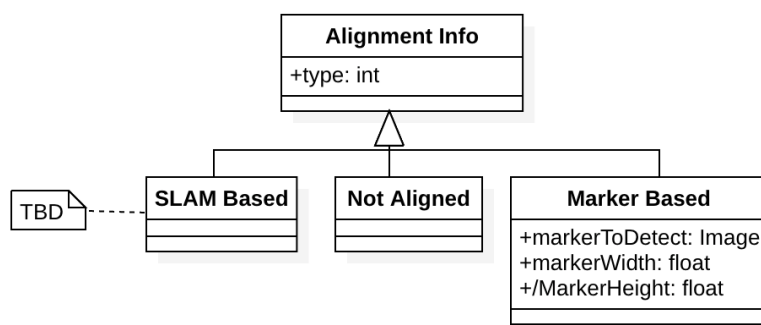 Alignment Info
+type: int
TBD
SLAM Based
Not Aligned
Marker Based
+markerToDetect: Image
+markerWidth: float
+/MarkerHeight: float